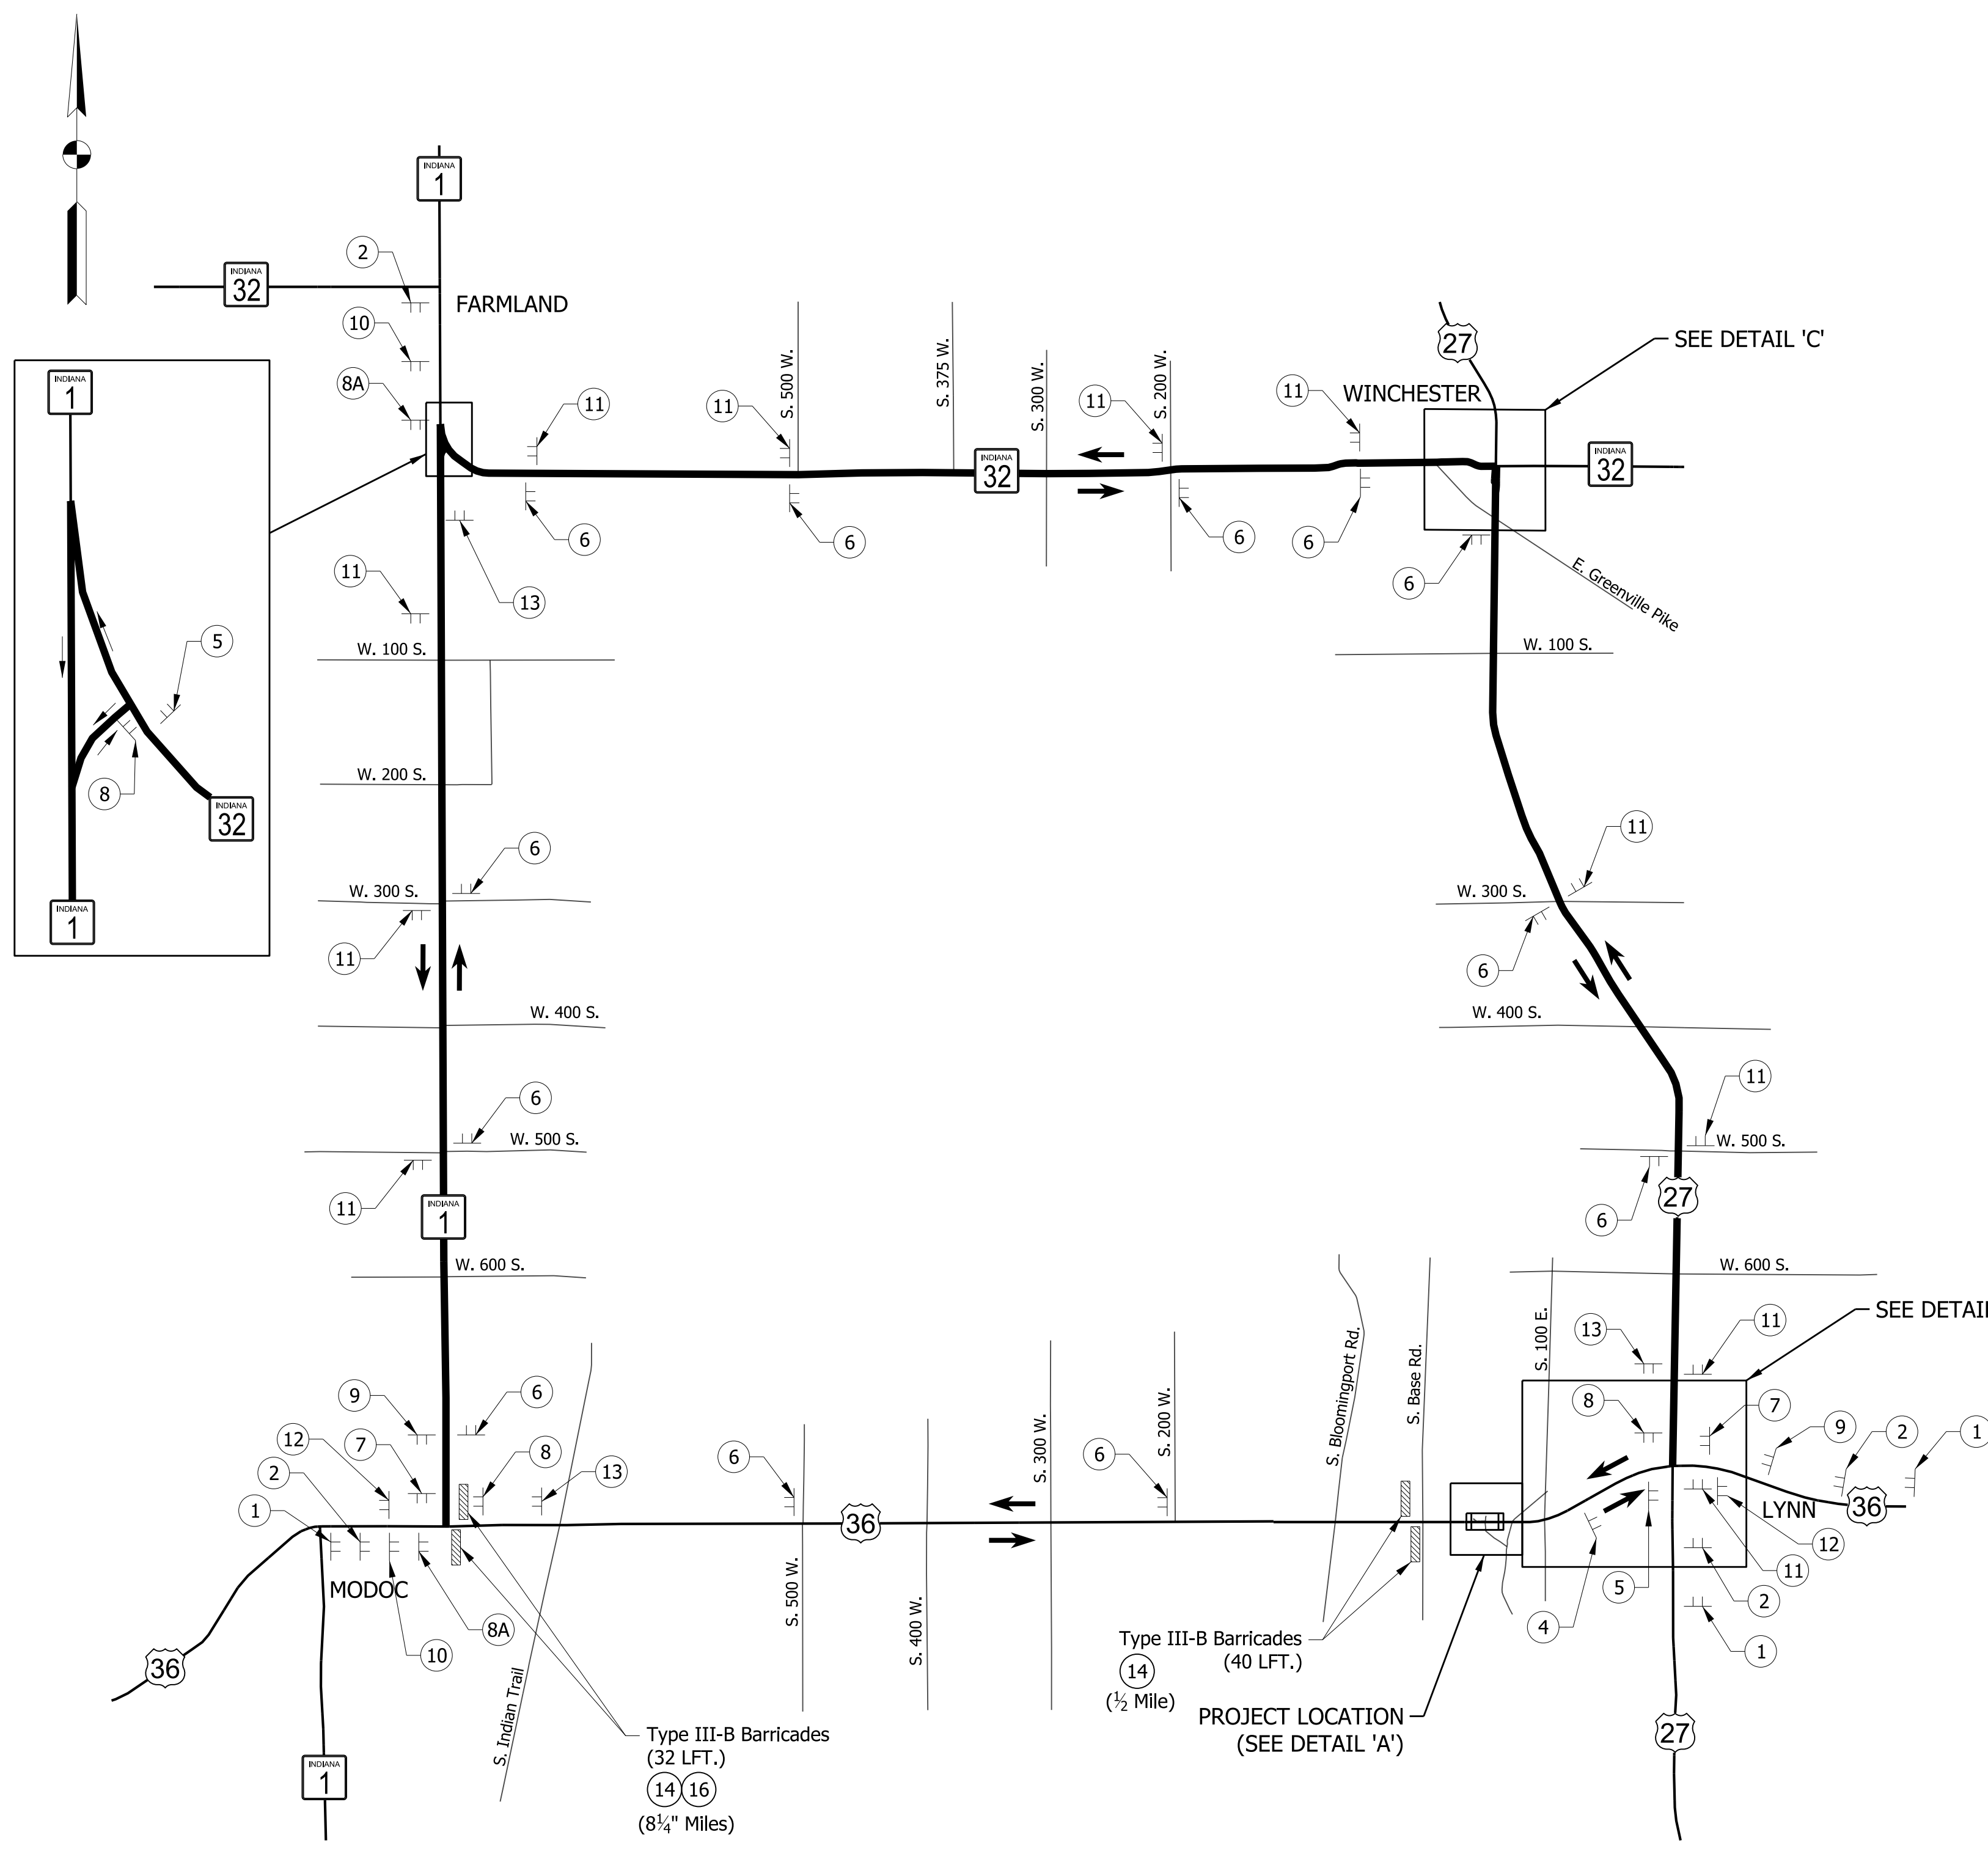 INDIANA
1
2
INDIANA
32
FARMLAND
10
27
SEE DETAIL 'C'
8A
11
11
S. 500 W.
S. 375 W.
S. 300 W.
11
S. 200 W.
11
WINCHESTER
INDIANA
1
INDIANA
32
INDIANA
32
6
6
6
6
6
E. Greenville Pike
11
13
5
W. 100 S.
W. 100 S.
W. 200 S.
8
INDIANA
32
6
11
W. 300 S.
W. 300 S.
INDIANA
1
11
6
W. 400 S.
W. 400 S.
6
11
W. 500 S.
W. 500 S.
11
INDIANA
1
27
6
W. 600 S.
W. 600 S.
SEE DETAIL
13
11
S. 100 E.
S. Bloomingport Rd.
S. Base Rd.
9
6
8
7
9
2
1
12
7
8
13
6
S. 300 W.
6
S. 200 W.
2
1
36
LYNN
36
12
11
MODOC
5
2
S. 500 W.
S. 400 W.
8A
4
10
1
36
S. Indian Trail
Type III-B Barricades
(40 LFT.)
14
(½ Mile)
PROJECT LOCATION
(SEE DETAIL 'A')
27
Type III-B Barricades
(32 LFT.)
14 16
(8¼" Miles)
INDIANA
1